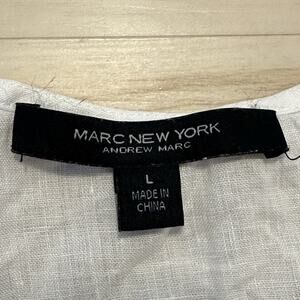 MARC NEW YORK
ANDREW MARC
L
MADE IN
CHINA